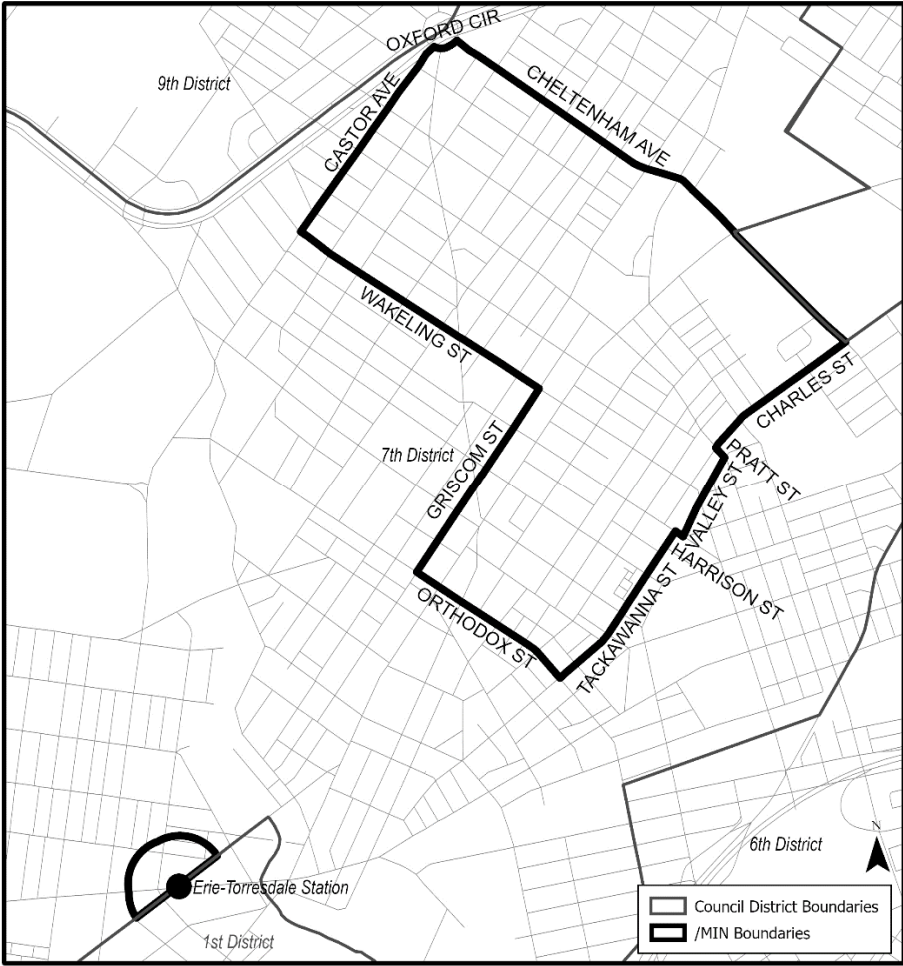 OXFORD CIR
9th District
CHELTENHAM AVE
CASTOR AVE
WAKELING ST
CHARLES ST
7th District
GRISCOM ST
PRATT ST
VALLEY ST
HARRISON ST
TACKAWANNA ST
ORTHODOX ST
N
6th District
Erie-Torresdale Station
Council District Boundaries
/MIN Boundaries
1st District